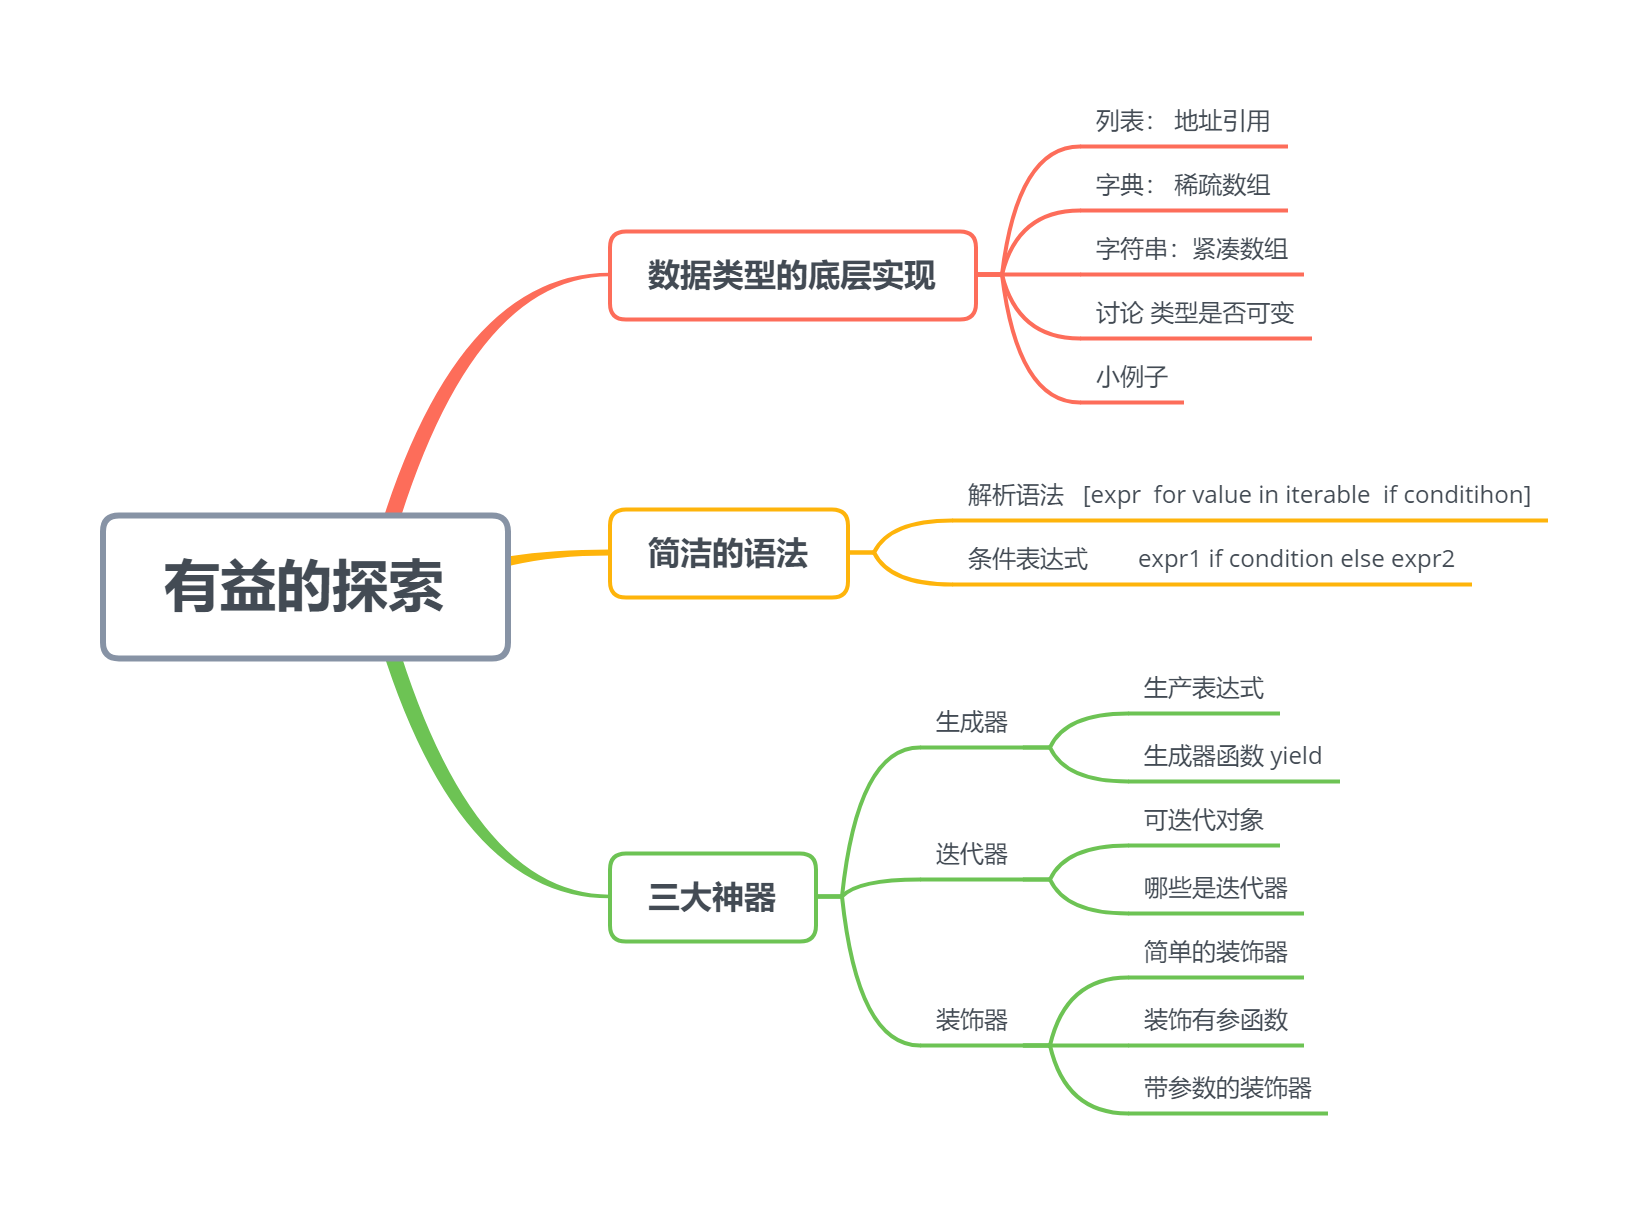 有益的探索
数据类型的底层实现
列表： 地址引用
字典： 稀疏数组
字符串：紧凑数组
讨论 类型是否可变
小例子
简洁的语法
解析语法 [expr for value in iterable if conditihon]
条件表达式 expr1 if condition else expr2
三大神器
生成器
生产表达式
生成器函数 yield
迭代器
可迭代对象
哪些是迭代器
装饰器
简单的装饰器
装饰有参函数
带参数的装饰器